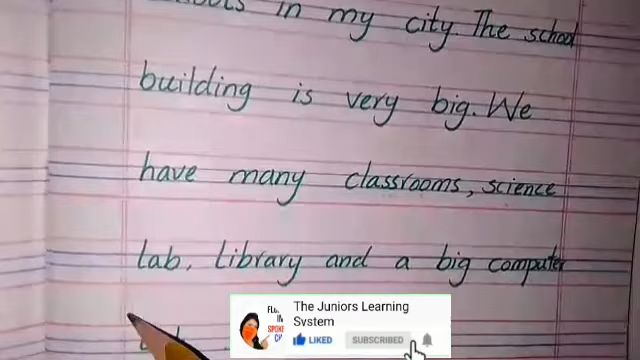 in my city. The school
building is very big. We
have many classrooms, science
lab, library and a big computer
The Juniors Learning
System
LIKED
SUBSCRIBED